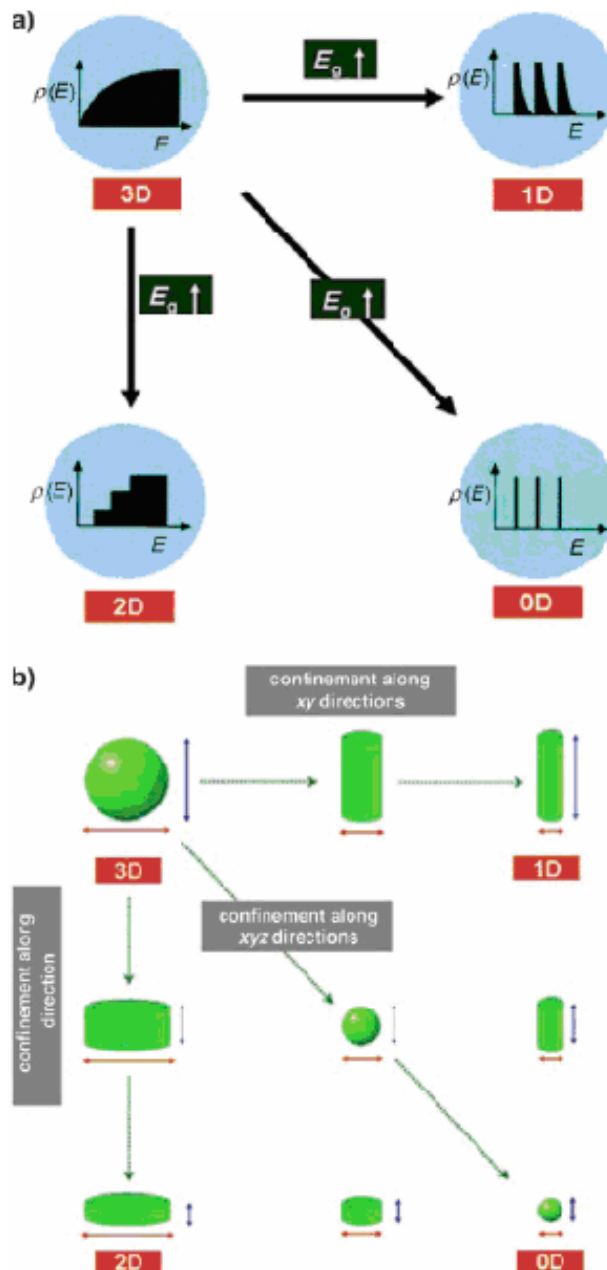 a)
ρ(E)
E
3D
E_g ↑
ρ(E)
E
1D
E_g ↑
E_g ↑
ρ(E)
E
2D
ρ(E)
E
0D
b)
confinement along
xy directions
3D
1D
confinement along
direction
confinement along
xyz directions
2D
0D